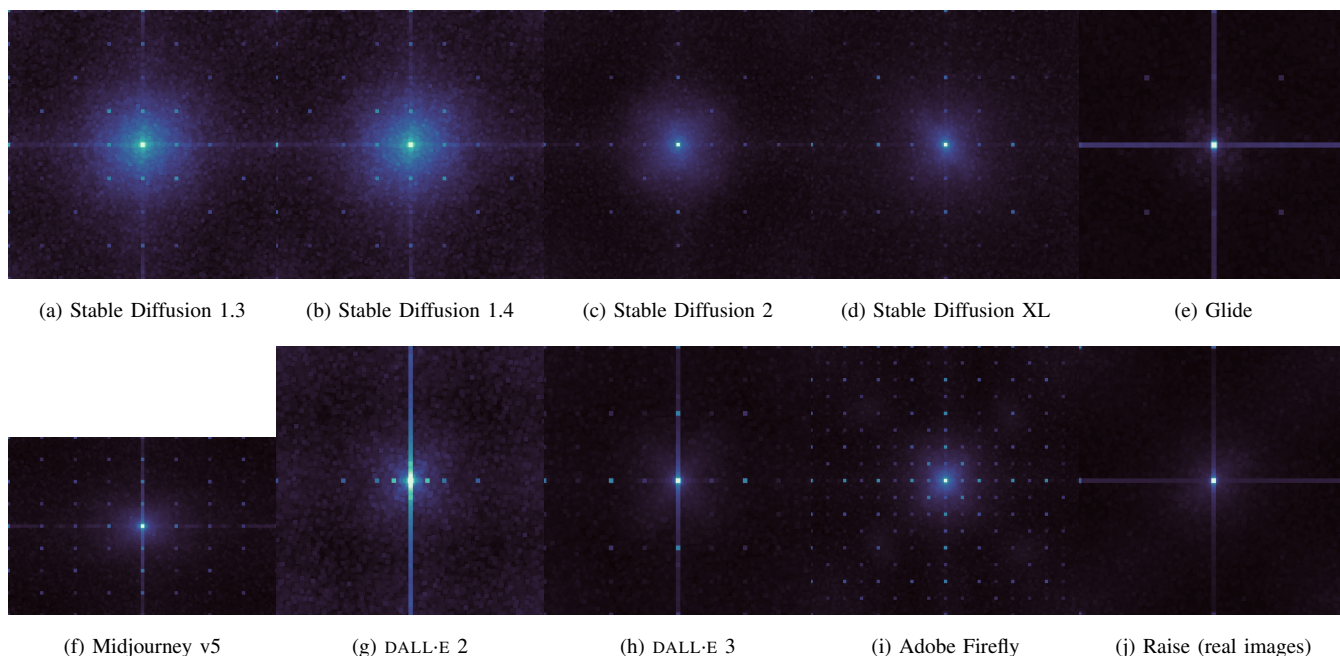 (a) Stable Diffusion 1.3
(b) Stable Diffusion 1.4
(c) Stable Diffusion 2
(d) Stable Diffusion XL
(e) Glide
(f) Midjourney v5
(g) DALL·E 2
(h) DALL·E 3
(i) Adobe Firefly
(j) Raise (real images)